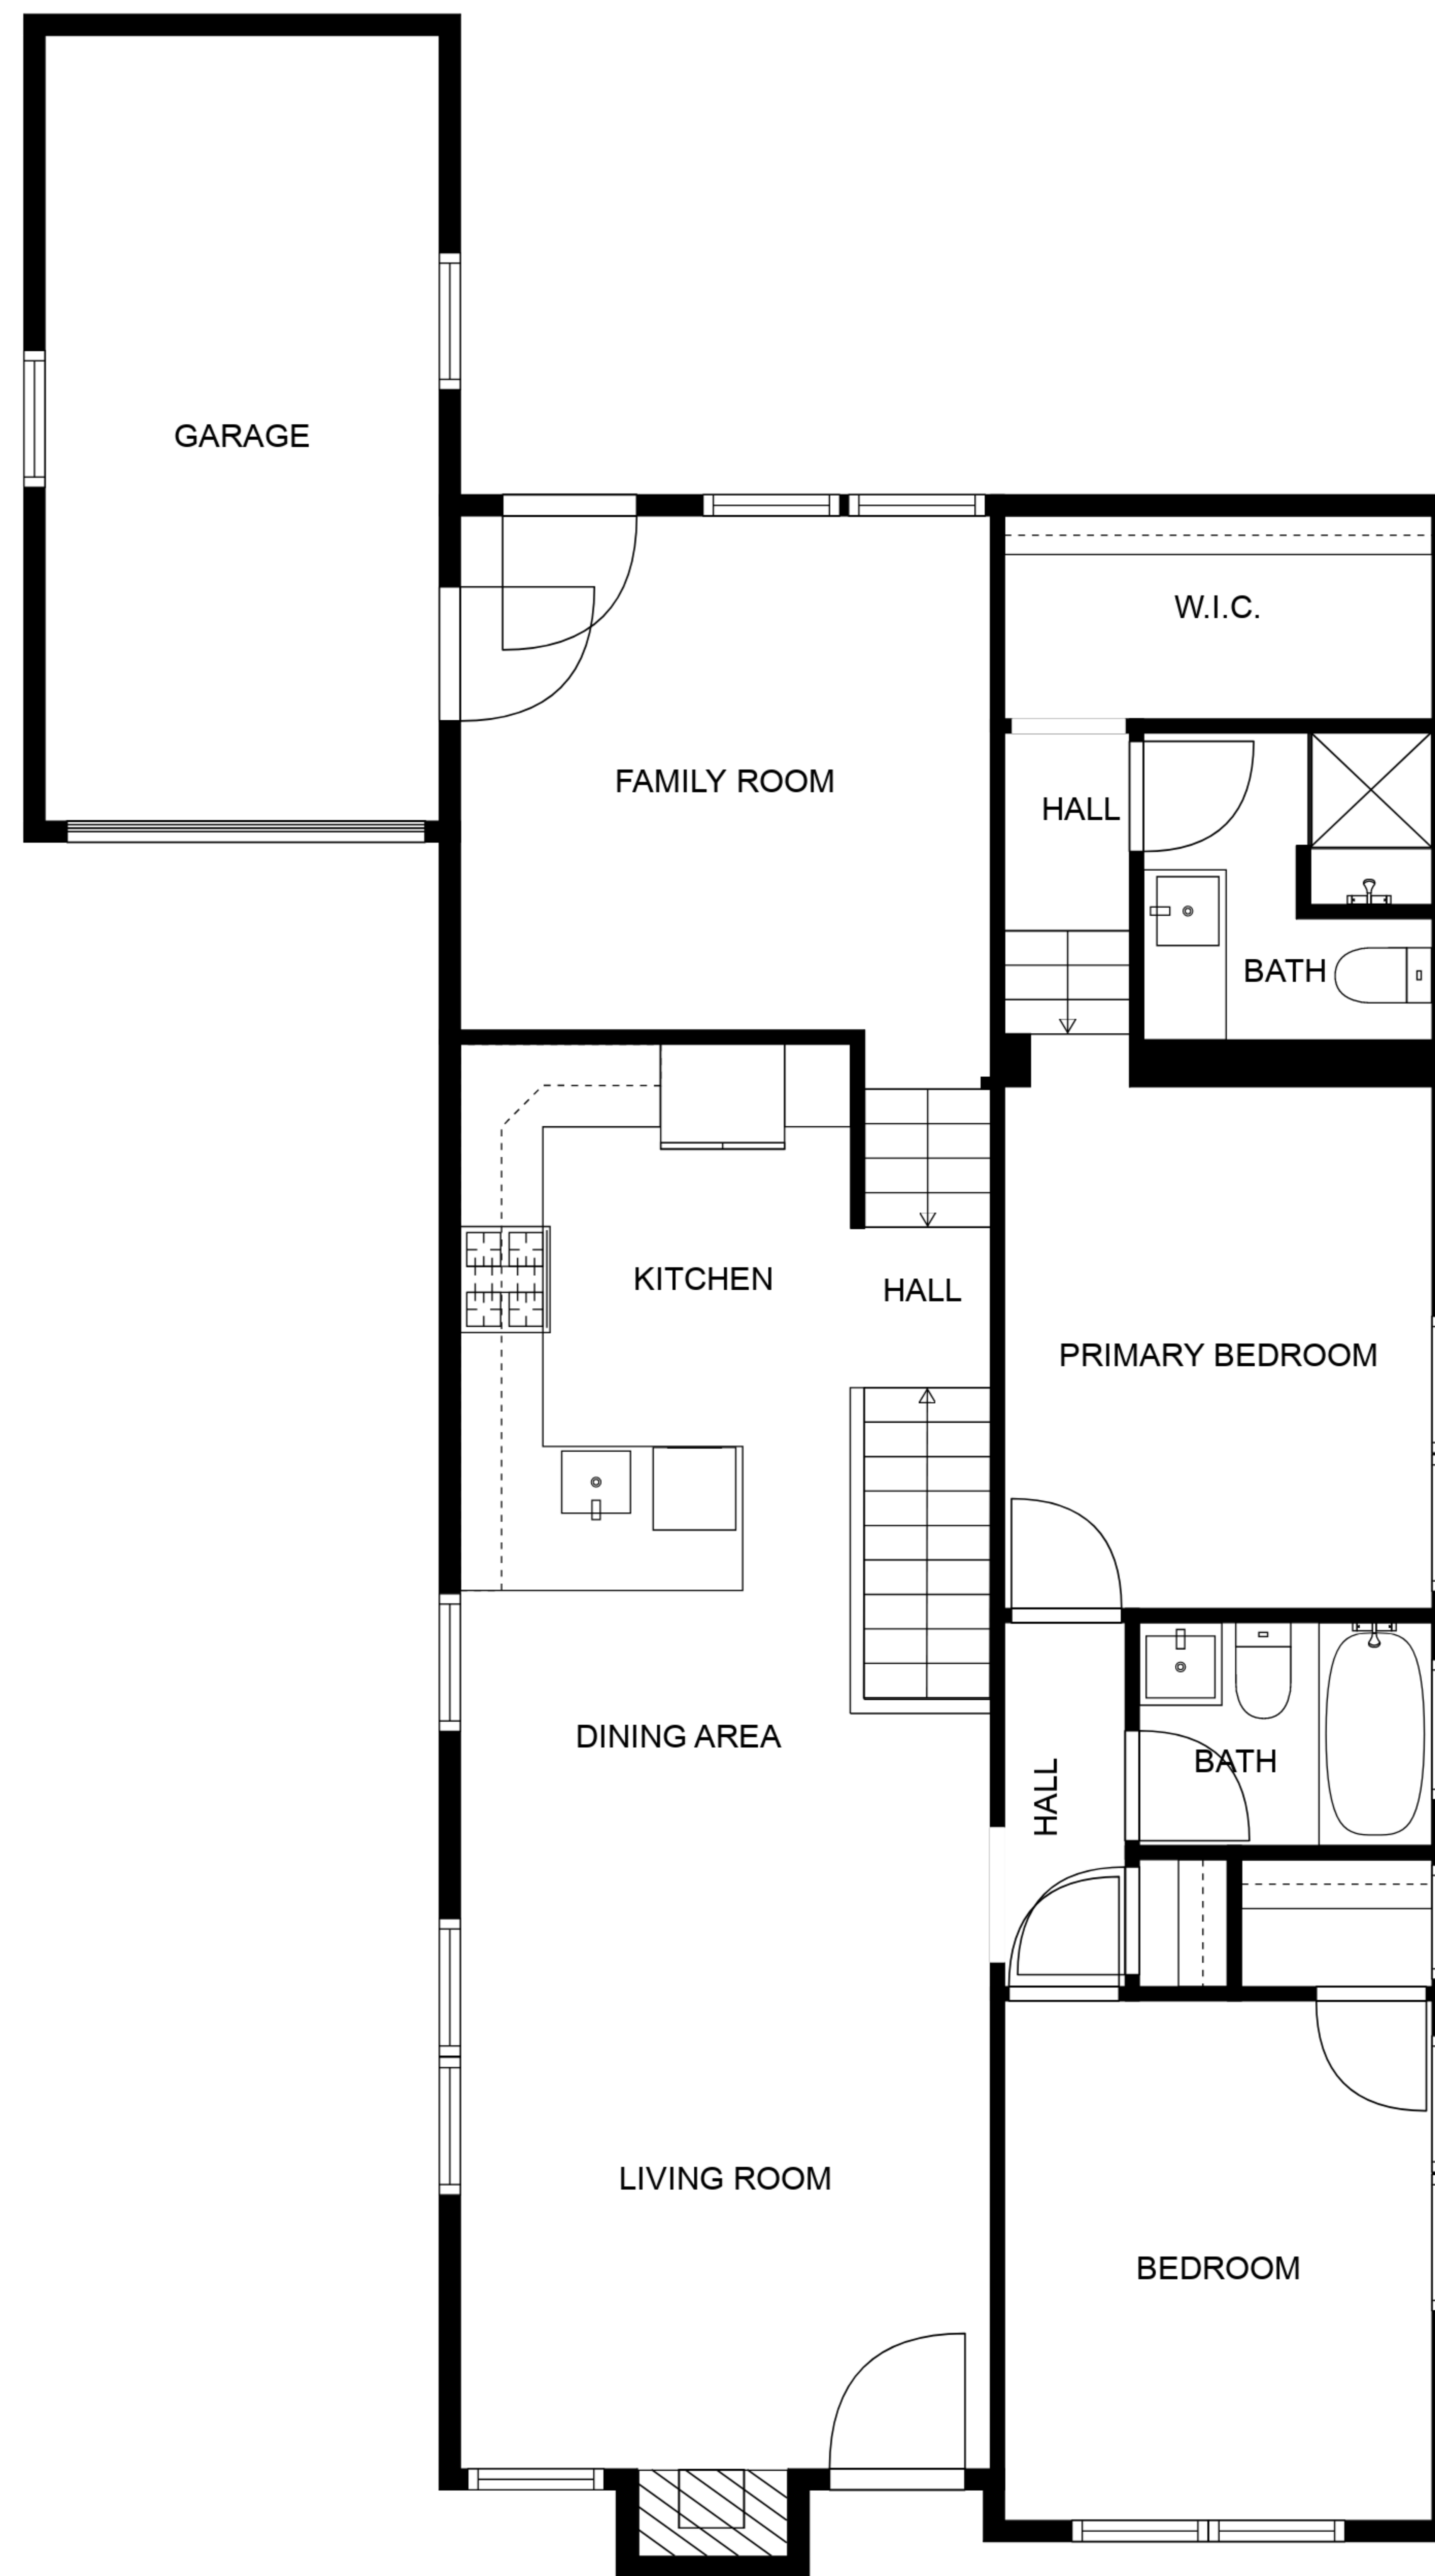 GARAGE
W.I.C.
FAMILY ROOM
HALL
BATH
KITCHEN
HALL
PRIMARY BEDROOM
DINING AREA
BATH
HALL
LIVING ROOM
BEDROOM